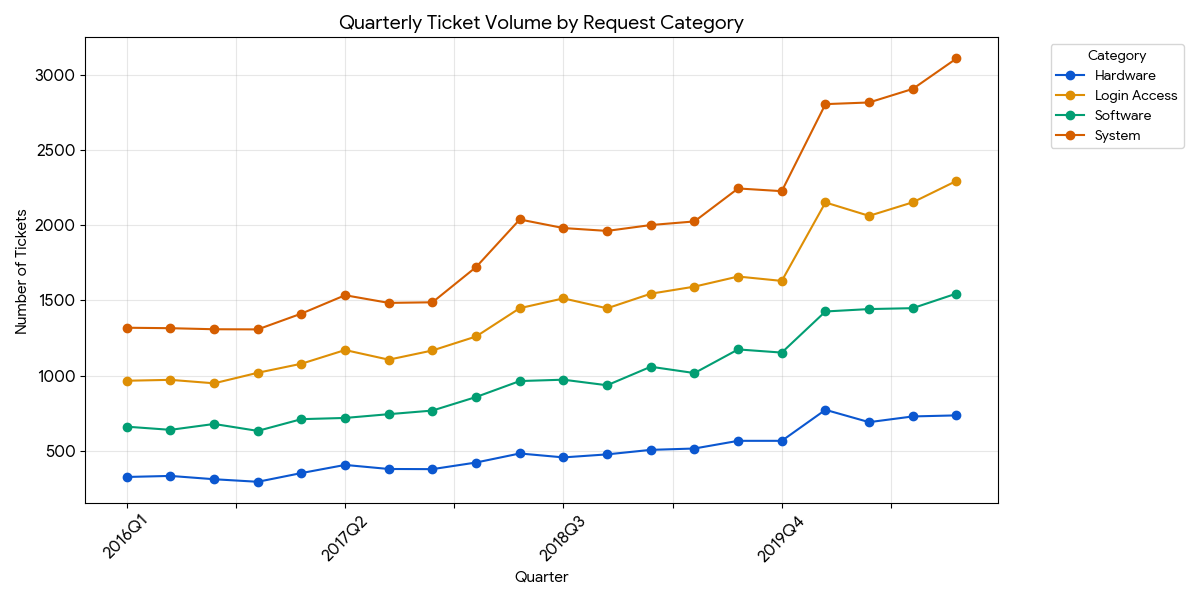 Quarterly Ticket Volume by Request Category
Number of Tickets
3000
2500
2000
1500
1000
500
2016Q1
2017Q2
2018Q3
2019Q4
Quarter
Category
Hardware
Login Access
Software
System